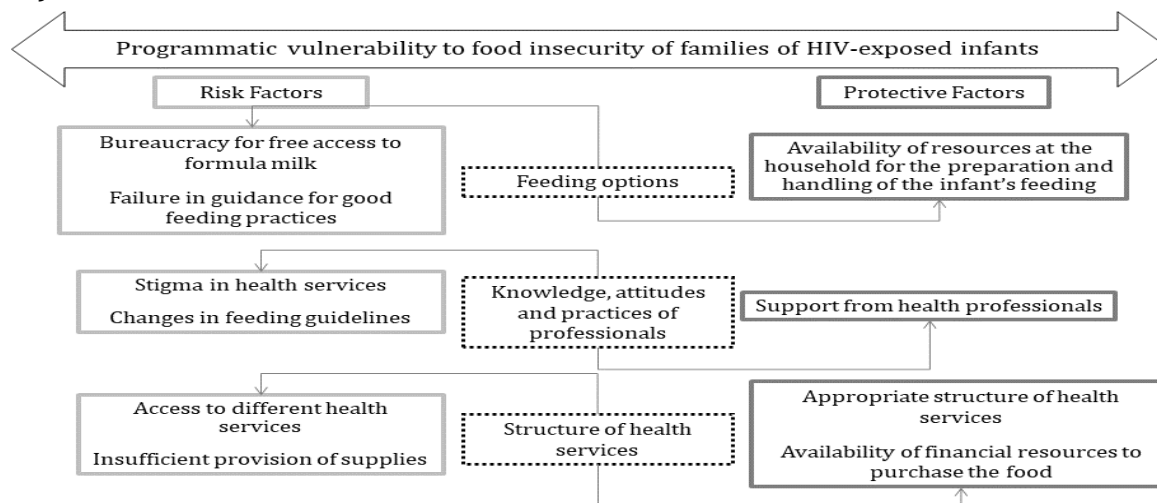 Programmatic vulnerability to food insecurity of families of HIV-exposed infants
Risk Factors
Protective Factors
Bureaucracy for free access to
formula milk
Failure in guidance for good
feeding practices
Feeding options
Availability of resources at the
household for the preparation and
handling of the infant's feeding
Stigma in health services
Changes in feeding guidelines
Knowledge, attitudes
and practices of
professionals
Support from health professionals
Access to different health
services
Insufficient provision of supplies
Structure of health
services
Appropriate structure of health
services
Availability of financial resources to
purchase the food